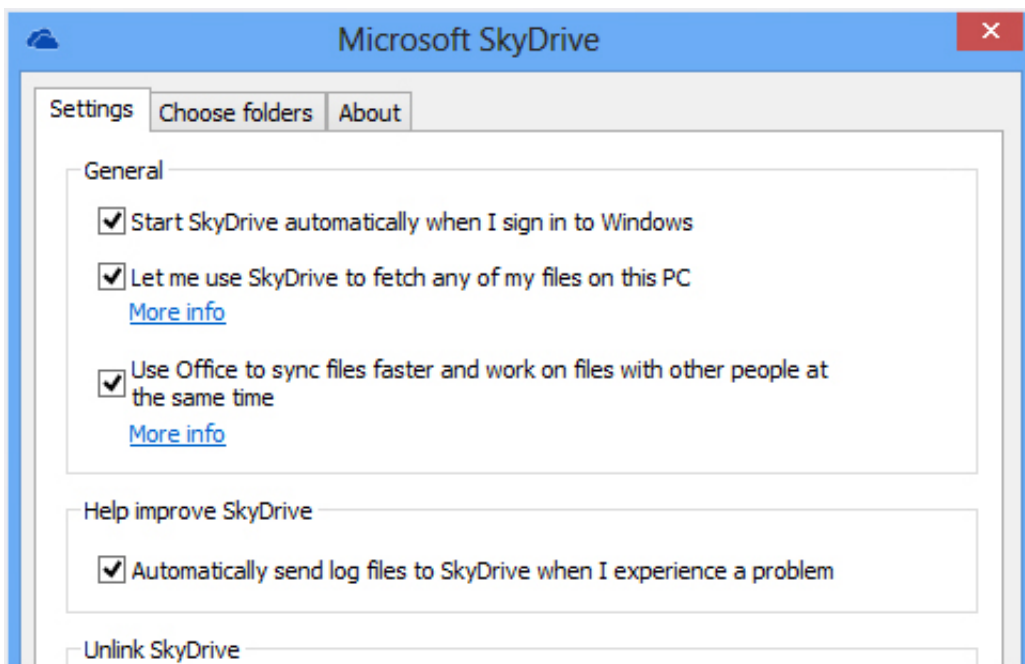 Microsoft SkyDrive
Settings
Choose folders
About
General
Start SkyDrive automatically when I sign in to Windows
Let me use SkyDrive to fetch any of my files on this PC
More info
Use Office to sync files faster and work on files with other people at
the same time
More info
Help improve SkyDrive
Automatically send log files to SkyDrive when I experience a problem
Unlink SkyDrive